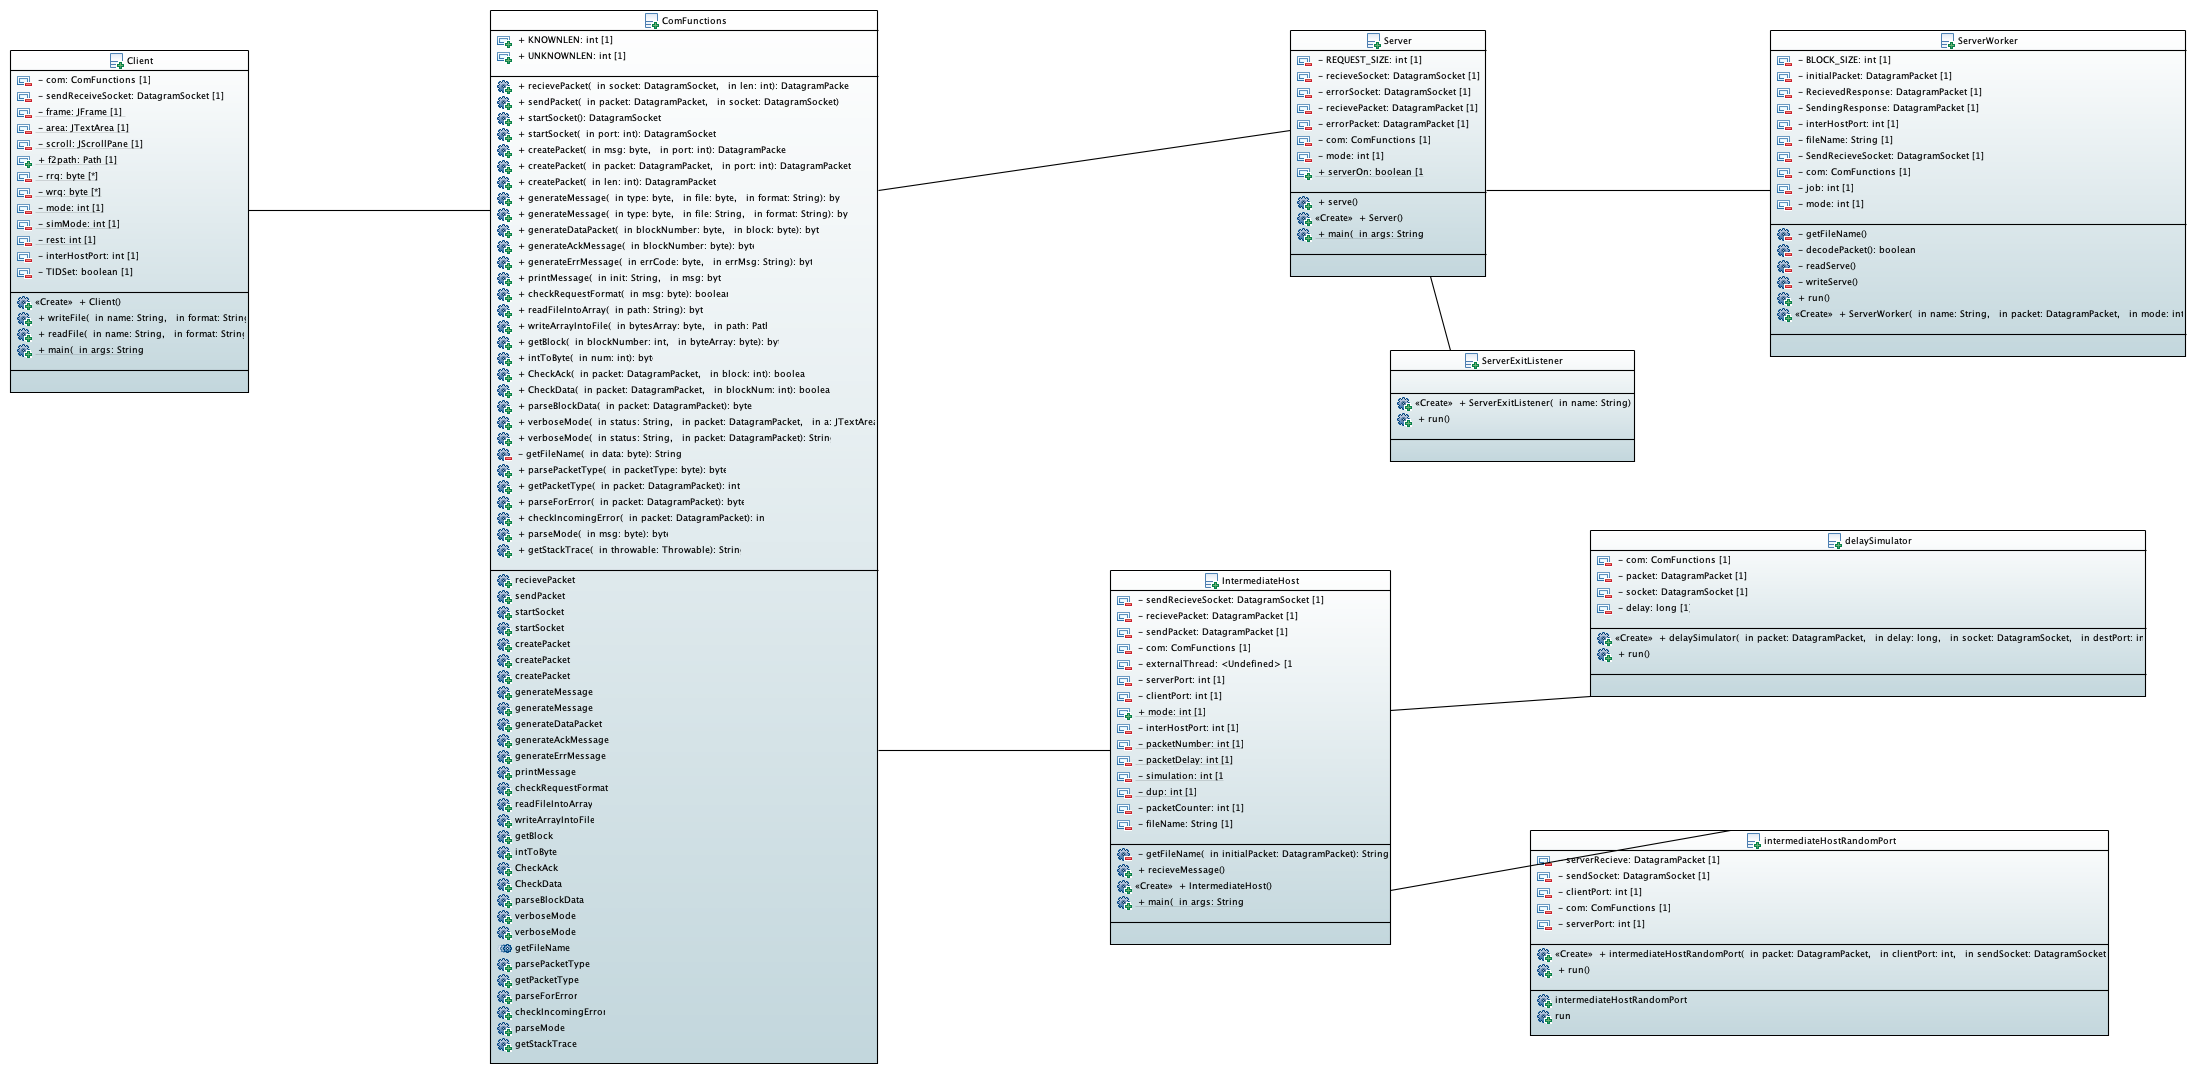 Client
- com: ComFunctions [1]
- sendReceiveSocket: DatagramSocket [1]
- frame: JFrame [1]
- area: JTextArea [1]
- scroll: JScrollPane [1]
+ f2path: Path [1]
- rrq: byte [*]
- wrq: byte [*]
- mode: int [1]
- simMode: int [1]
- rest: int [1]
- interHostPort: int [1]
- TIDSet: boolean [1]
«Create» + Client()
+ writeFile( in name: String, in format: String
+ readFile( in name: String, in format: String
+ main( in args: String
ComFunctions
+ KNOWNLEN: int [1]
+ UNKNOWNLEN: int [1]
+ recievePacket( in socket: DatagramSocket, in len: int): DatagramPacke
+ sendPacket( in packet: DatagramPacket, in socket: DatagramSocket)
+ startSocket(): DatagramSocket
+ startSocket( in port: int): DatagramSocket
+ createPacket( in msg: byte, in port: int): DatagramPacke
+ createPacket( in packet: DatagramPacket, in port: int): DatagramPacket
+ createPacket( in len: int): DatagramPacket
+ generateMessage( in type: byte, in file: byte, in format: String): by
+ generateMessage( in type: byte, in file: String, in format: String): by
+ generateDataPacket( in blockNumber: byte, in block: byte): byt
+ generateAckMessage( in blockNumber: byte): byte
+ generateErrMessage( in errCode: byte, in errMsg: String): byt
+ printMessage( in init: String, in msg: byt
+ checkRequestFormat( in msg: byte): boolean
+ readFileIntoArray( in path: String): byt
+ writeArrayIntoFile( in bytesArray: byte, in path: Path
+ getBlock( in blockNumber: int, in byteArray: byte): byt
+ intToByte( in num: int): byte
+ CheckAck( in packet: DatagramPacket, in block: int): boolea
+ CheckData( in packet: DatagramPacket, in blockNum: int): boolea
+ parseBlockData( in packet: DatagramPacket): byte
+ verboseMode( in status: String, in packet: DatagramPacket, in a: JTextArea
+ verboseMode( in status: String, in packet: DatagramPacket): String
- getFileName( in data: byte): String
+ parsePacketType( in packetType: byte): byte
+ getPacketType( in packet: DatagramPacket): int
+ parseForError( in packet: DatagramPacket): byte
+ checkIncomingError( in packet: DatagramPacket): in
+ parseMode( in msg: byte): byte
+ getStackTrace( in throwable: Throwable): String
recievePacket
sendPacket
startSocket
startSocket
createPacket
createPacket
createPacket
generateMessage
generateMessage
generateDataPacket
generateAckMessage
generateErrMessage
printMessage
checkRequestFormat
readFileIntoArray
writeArrayIntoFile
getBlock
intToByte
CheckAck
CheckData
parseBlockData
verboseMode
verboseMode
getFileName
parsePacketType
getPacketType
parseForError
checkIncomingError
parseMode
getStackTrace
Server
- REQUEST_SIZE: int [1]
- recieveSocket: DatagramSocket [1]
- errorSocket: DatagramSocket [1]
- recievePacket: DatagramPacket [1]
- errorPacket: DatagramPacket [1]
- com: ComFunctions [1]
- mode: int [1]
+ serverOn: boolean [1
+ serve()
«Create» + Server()
+ main( in args: String
ServerWorker
- BLOCK_SIZE: int [1]
- initialPacket: DatagramPacket [1]
- RecievedResponse: DatagramPacket [1]
- SendingResponse: DatagramPacket [1]
- interHostPort: int [1]
- fileName: String [1]
- SendRecieveSocket: DatagramSocket [1]
- com: ComFunctions [1]
- job: int [1]
- mode: int [1]
- getFileName()
- decodePacket(): boolean
- readServe()
- writeServe()
+ run()
«Create» + ServerWorker( in name: String, in packet: DatagramPacket, in mode: int
ServerExitListener
«Create» + ServerExitListener( in name: String)
+ run()
IntermediateHost
- sendRecieveSocket: DatagramSocket [1]
- recievePacket: DatagramPacket [1]
- sendPacket: DatagramPacket [1]
- com: ComFunctions [1]
- externalThread: <Undefined> [1
- serverPort: int [1]
- clientPort: int [1]
+ mode: int [1]
- interHostPort: int [1]
- packetNumber: int [1]
- packetDelay: int [1]
- simulation: int [1
- dup: int [1]
- packetCounter: int [1]
- fileName: String [1]
- getFileName( in initialPacket: DatagramPacket): String
+ recieveMessage()
«Create» + IntermediateHost()
+ main( in args: String
delaySimulator
- com: ComFunctions [1]
- packet: DatagramPacket [1]
- socket: DatagramSocket [1]
- delay: long [1]
«Create» + delaySimulator( in packet: DatagramPacket, in delay: long, in socket: DatagramSocket, in destPort: in
+ run()
intermediateHostRandomPort
- serverRecieve: DatagramPacket [1]
- sendSocket: DatagramSocket [1]
- clientPort: int [1]
- com: ComFunctions [1]
- serverPort: int [1]
«Create» + intermediateHostRandomPort( in packet: DatagramPacket, in clientPort: int, in sendSocket: DatagramSocket
+ run()
intermediateHostRandomPort
run